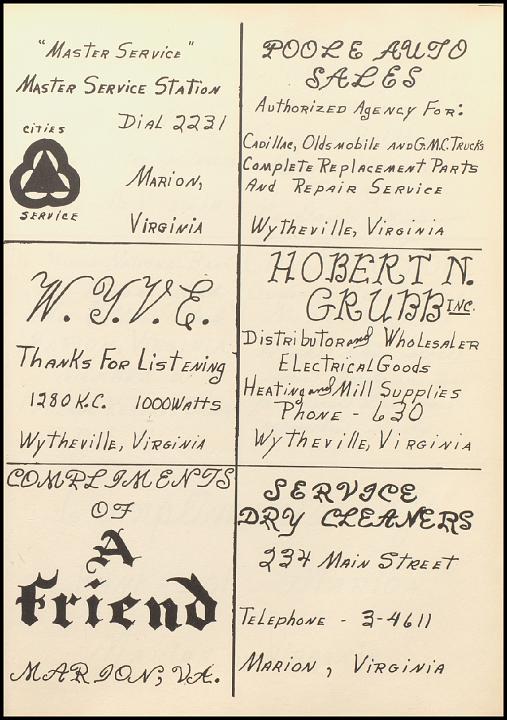 "Master Service"
Master Service Station
Dial 2231
CITIES
SERVICE
Marion,
Virginia
POOLE AUTO
SALES
Authorized Agency For:
Cadillac, Oldsmobile and G.M.C. Trucks
Complete Replacement Parts
And Repair Service
Wytheville, Virginia
W.Y.V.E.
Thanks For Listening
1280 K.C. 1000 Watts
Wytheville, Virginia
HOBERT N.
GRUBB INC.
Distributor and Wholesaler
Electrical Goods
Heating and Mill Supplies
Phone - 630
Wytheville, Virginia
COMPLIMENTS
OF
A
Friend
MARION, VA.
SERVICE
DRY CLEANERS
234 Main Street
Telephone - 3-4611
Marion, Virginia